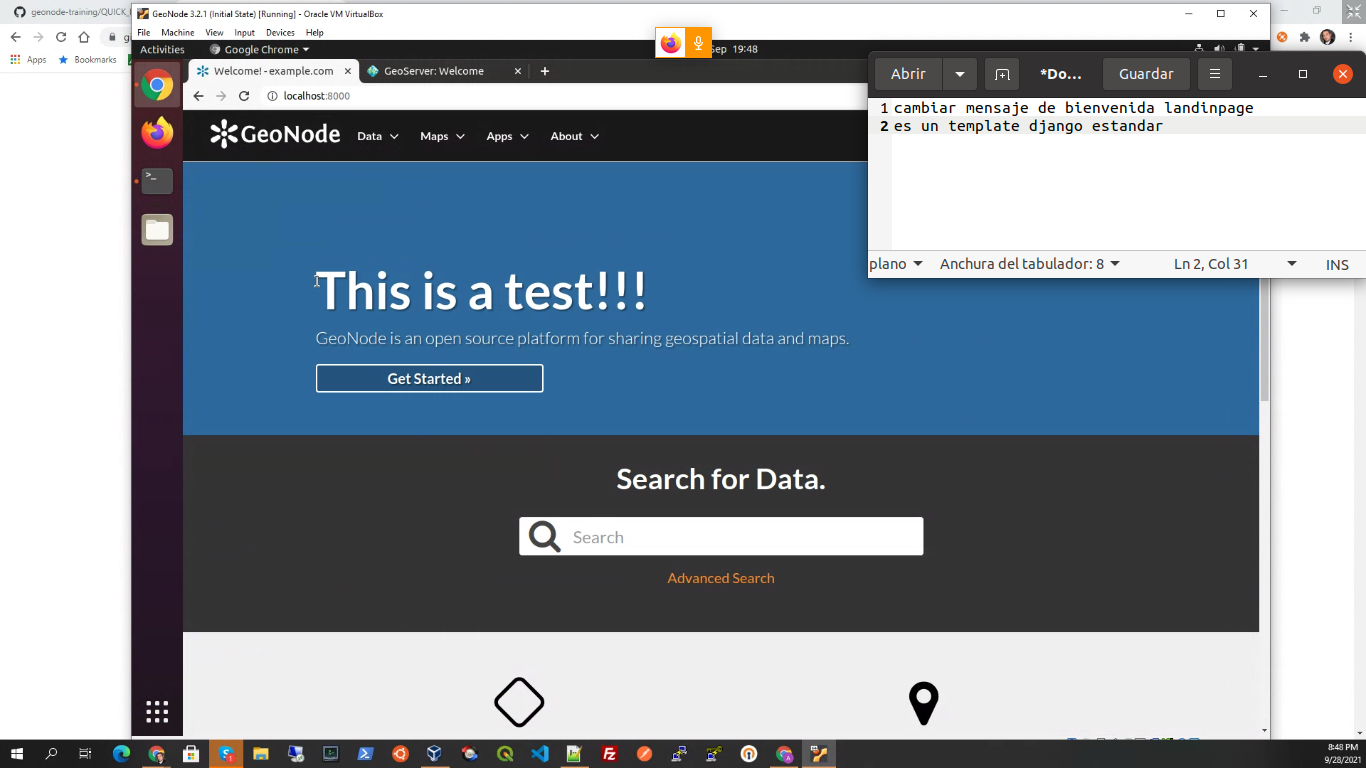 geonode-training/QUICK_
GeoNode 3.2.1 (Initial State) [Running] - Oracle VM VirtualBox
File Machine View Input Devices Help
Activities Google Chrome ep 19:48
Apps Bookmarks
Welcome! - example.com GeoServer: Welcome
localhost:8000
Abrir *Do... Guardar
1 cambiar mensaje de bienvenida landinpage
2 es un template django estandar
plano Anchura del tabulador: 8 Ln 2, Col 31 INS
GeoNode Data Maps Apps About
This is a test!!!
GeoNode is an open source platform for sharing geospatial data and maps.
Get Started »
Search for Data.
Search
Advanced Search
8:48 PM
9/28/2021